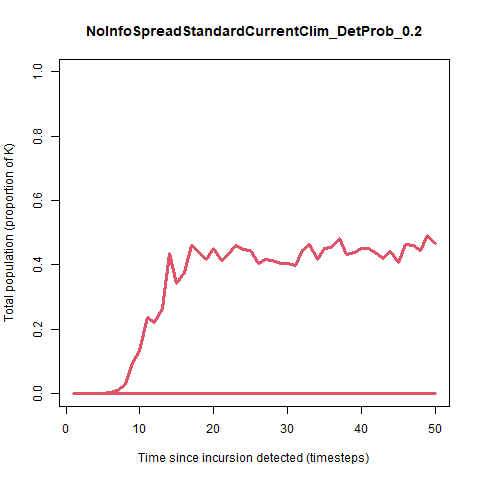 NoInfoSpreadStandardCurrentClim_DetProb_0.2
Total population (proportion of K)
1.0
0.8
0.6
0.4
0.2
0.0
0 10 20 30 40 50
Time since incursion detected (timesteps)